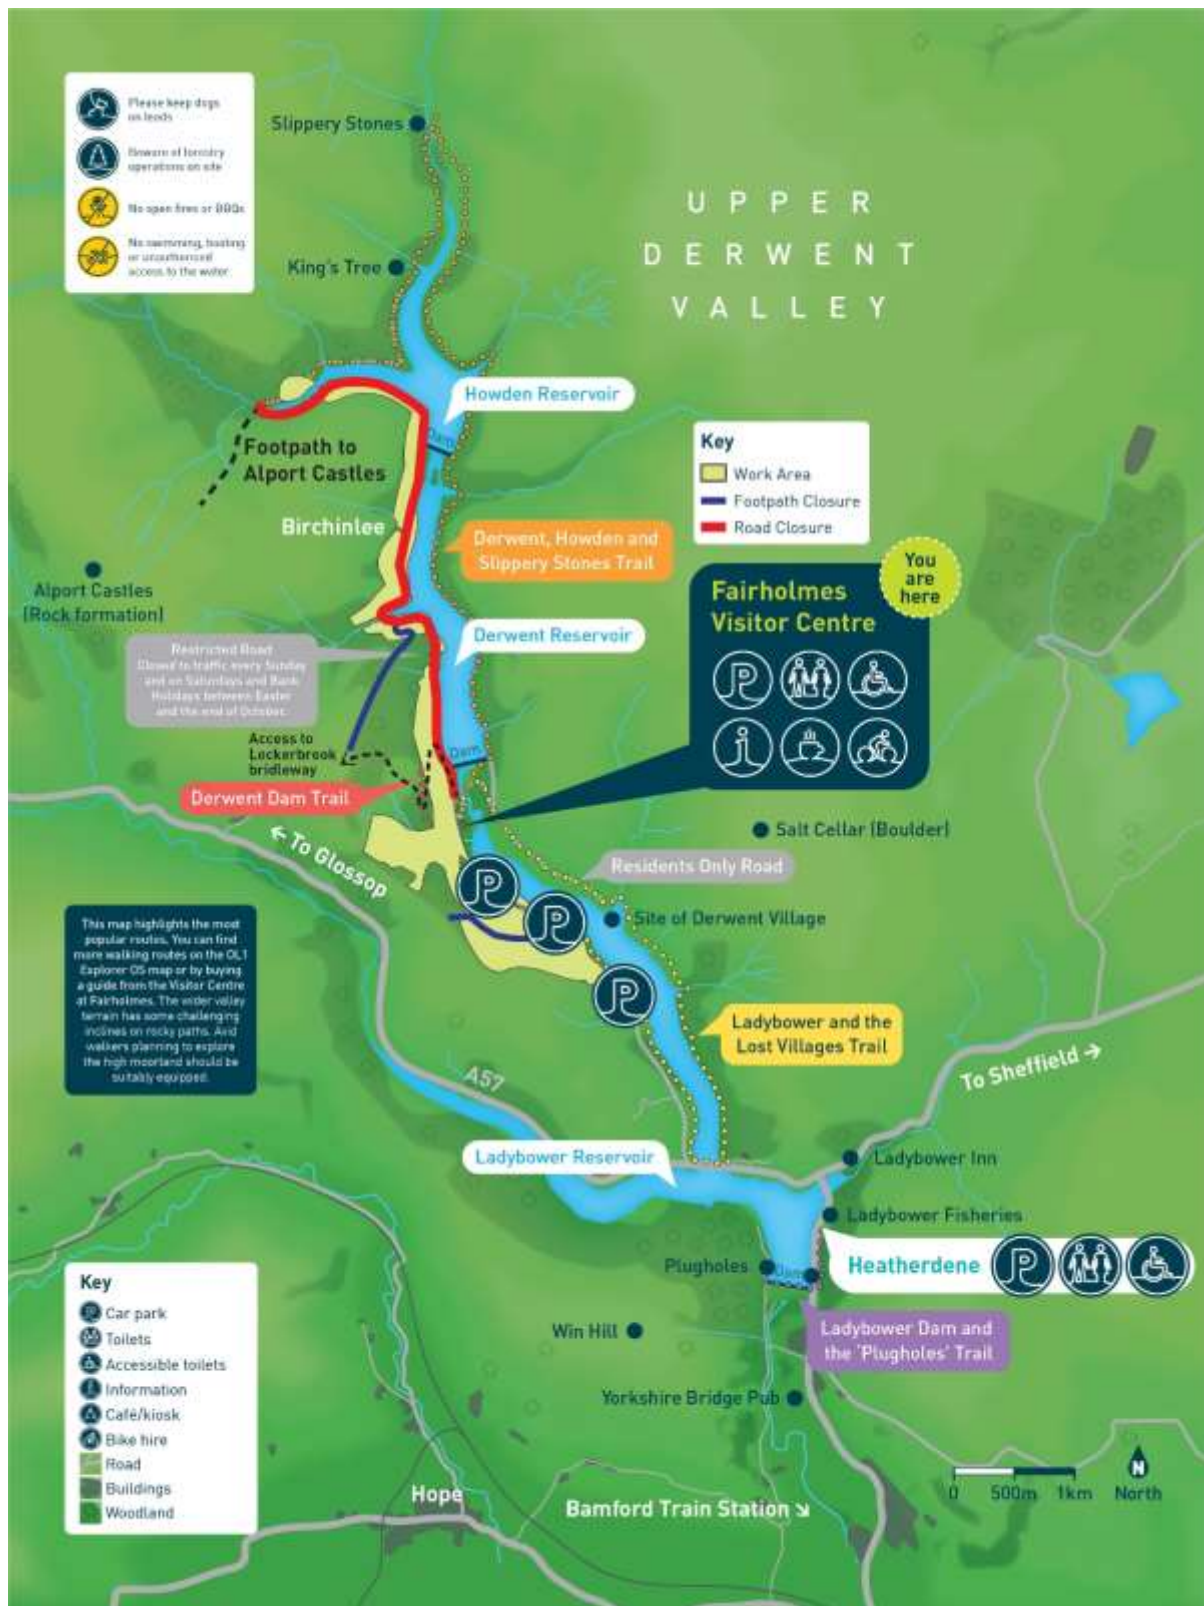 Please keep dogs
on leads
Beware of forestry
operations on site
No open fires or BBQs
No swimming, boating
or unauthorised
access to the water
Slippery Stones
King's Tree
UPPER
DERWENT
VALLEY
Howden Reservoir
Dam
Footpath to
Alport Castles
Birchinlee
Key
Work Area
Footpath Closure
Road Closure
Derwent, Howden and
Slippery Stones Trail
You
are
here
Fairholmes
Visitor Centre
Alport Castles
(Rock formation)
Derwent Reservoir
Restricted Road
Closed to traffic every Sunday
and on Saturdays and Bank
Holidays between Easter
and the end of October.
Access to
Lockerbrook
bridleway
Dam
Derwent Dam Trail
← To Glossop
Salt Cellar (Boulder)
Residents Only Road
Site of Derwent Village
This map highlights the most
popular routes. You can find
more walking routes on the OL1
Explorer OS map or by buying
a guide from the Visitor Centre
at Fairholmes. The wider valley
terrain has some challenging
inclines on rocky paths. Avid
walkers planning to explore
the high moorland should be
suitably equipped.
Ladybower and the
Lost Villages Trail
To Sheffield →
A57
Ladybower Reservoir
Ladybower Inn
Ladybower Fisheries
Heatherdene
Plugholes
Dam
Ladybower Dam and
the 'Plugholes' Trail
Win Hill
Yorkshire Bridge Pub
Key
Car park
Toilets
Accessible toilets
Information
Café/kiosk
Bike hire
Road
Buildings
Woodland
Hope
Bamford Train Station ↘
0 500m 1km
N
North